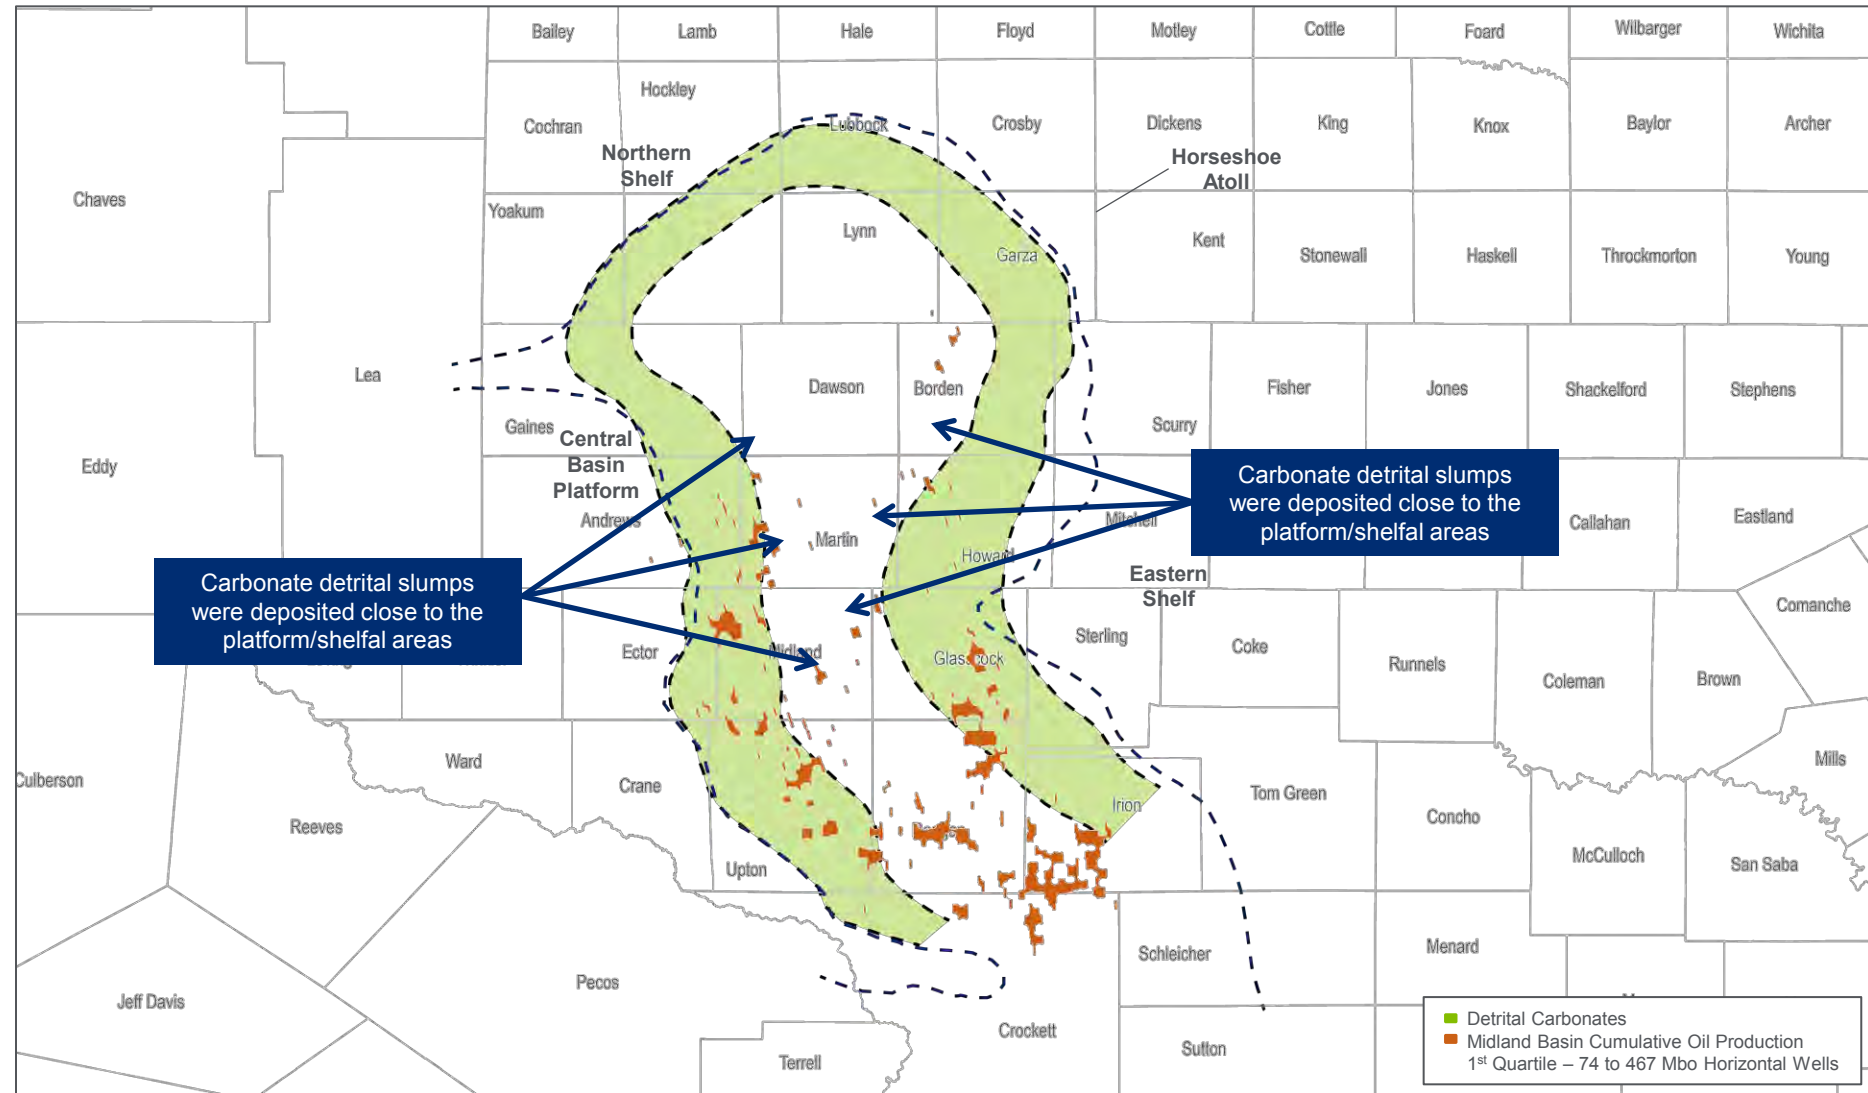 Bailey
Lamb
Hale
Floyd
Motley
Cottle
Foard
Wilbarger
Wichita
Hockley
Cochran
Lubbock
Crosby
Dickens
King
Knox
Baylor
Archer
Northern
Shelf
Horseshoe
Atoll
Chaves
Yoakum
Lynn
Garza
Kent
Stonewall
Haskell
Throckmorton
Young
Lea
Dawson
Borden
Fisher
Jones
Shackelford
Stephens
Gaines
Scurry
Central
Basin
Platform
Eddy
Carbonate detrital slumps
were deposited close to the
platform/shelfal areas
Andrews
Martin
Howard
Mitchell
Callahan
Eastland
Carbonate detrital slumps
were deposited close to the
platform/shelfal areas
Eastern
Shelf
Comanche
Ector
Midland
Glasscock
Sterling
Coke
Runnels
Coleman
Brown
Culberson
Ward
Crane
Reeves
Upton
Irion
Tom Green
Concho
McCulloch
San Saba
Mills
Jeff Davis
Pecos
Crockett
Terrell
Schleicher
Sutton
Menard
Detrital Carbonates
Midland Basin Cumulative Oil Production
1st Quartile – 74 to 467 Mbo Horizontal Wells